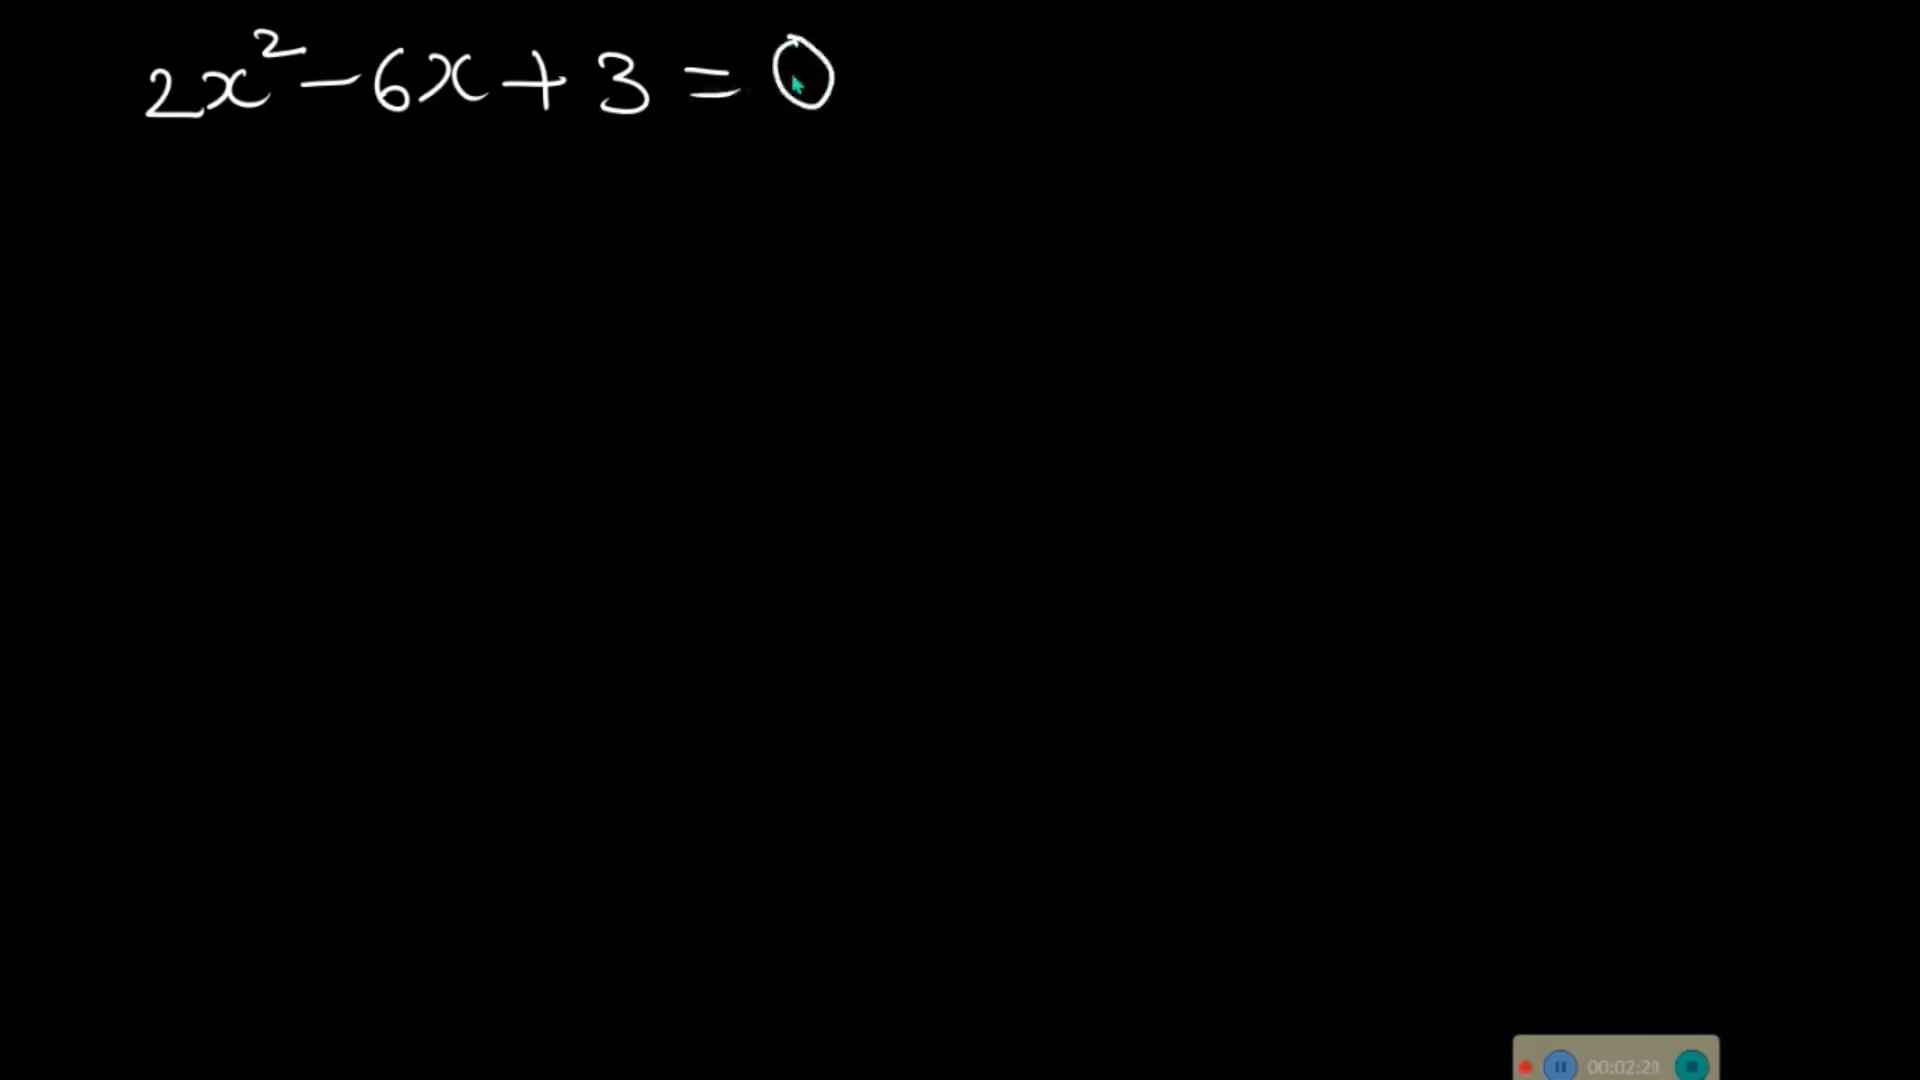 2x² - 6x + 3 = 0